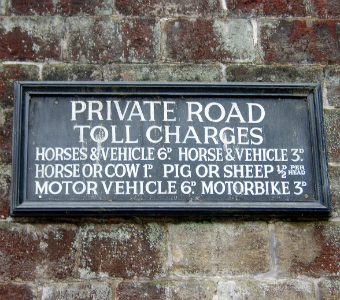 PRIVATE ROAD
TOLL CHARGES
HORSES & VEHICLE 6D HORSE & VEHICLE 3D
HORSE OR COW 1D PIG OR SHEEP ½D PER HEAD
MOTOR VEHICLE 6D MOTORBIKE 3D